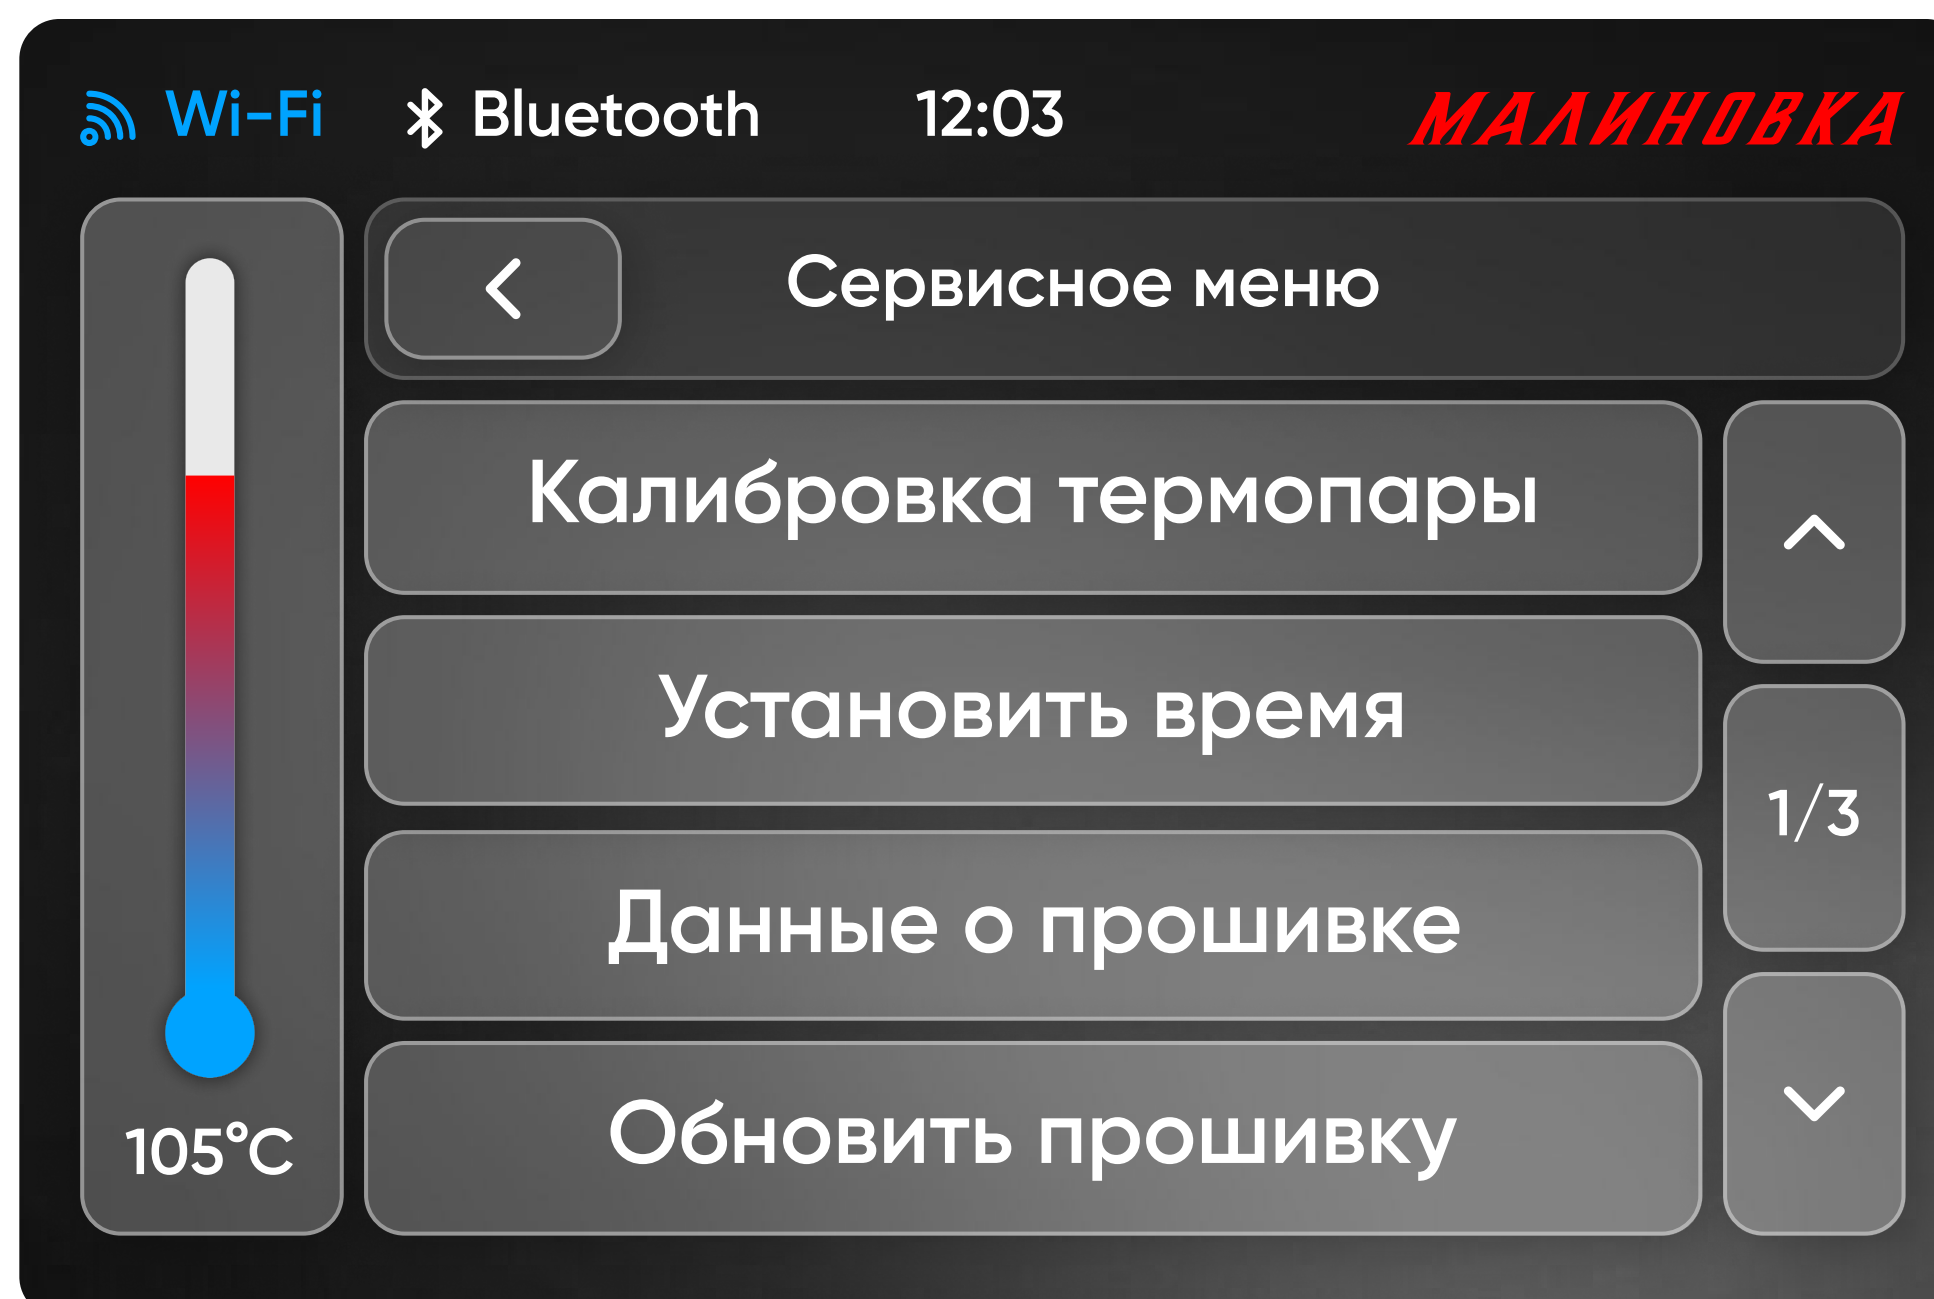 Wi-Fi Bluetooth 12:03 МАЛИНОВКА
Сервисное меню
Калибровка термопары
Установить время
1/3
Данные о прошивке
Обновить прошивку
105°C